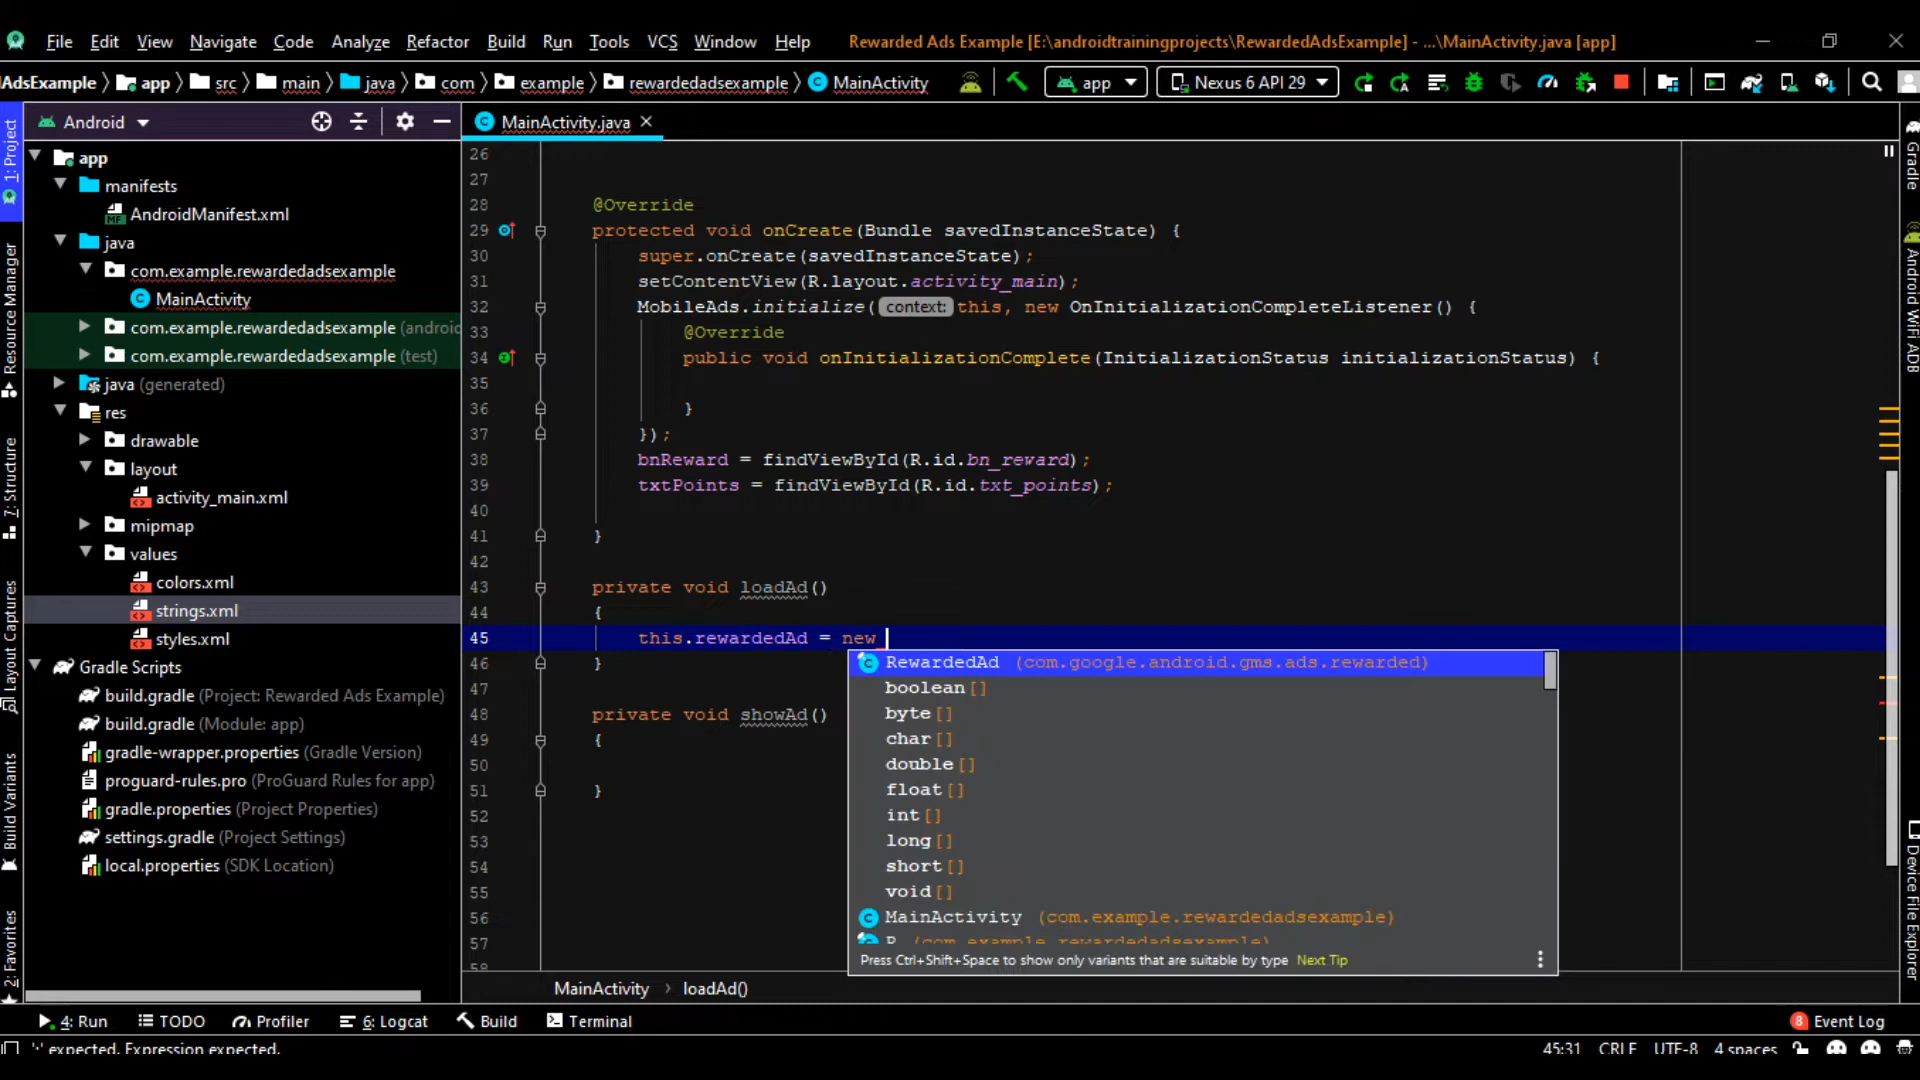 File Edit View Navigate Code Analyze Refactor Build Run Tools VCS Window Help Rewarded Ads Example [E:\androidtrainingprojects\RewardedAdsExample] - ...\MainActivity.java [app]
AdsExample app src main java com example rewardedadsexample MainActivity app Nexus 6 API 29
Android
MainActivity.java
app
manifests
AndroidManifest.xml
java
com.example.rewardedadsexample
MainActivity
com.example.rewardedadsexample (android
com.example.rewardedadsexample (test)
java (generated)
res
drawable
layout
activity_main.xml
mipmap
values
colors.xml
strings.xml
styles.xml
Gradle Scripts
build.gradle (Project: Rewarded Ads Example)
build.gradle (Module: app)
gradle-wrapper.properties (Gradle Version)
proguard-rules.pro (ProGuard Rules for app)
gradle.properties (Project Properties)
settings.gradle (Project Settings)
local.properties (SDK Location)
1: Project
Resource Manager
7: Structure
Layout Captures
Build Variants
2: Favorites
26
27
28 @Override
29 protected void onCreate(Bundle savedInstanceState) {
30 super.onCreate(savedInstanceState);
31 setContentView(R.layout.activity_main);
32 MobileAds.initialize( context: this, new OnInitializationCompleteListener() {
33 @Override
34 public void onInitializationComplete(InitializationStatus initializationStatus) {
35
36 }
37 });
38 bnReward = findViewById(R.id.bn_reward);
39 txtPoints = findViewById(R.id.txt_points);
40
41 }
42
43 private void loadAd()
44 {
45 this.rewardedAd = new
46 }
47
48 private void showAd()
49 {
50
51 }
52
53
54
55
56
57
58
RewardedAd (com.google.android.gms.ads.rewarded)
boolean[]
byte[]
char[]
double[]
float[]
int[]
long[]
short[]
void[]
MainActivity (com.example.rewardedadsexample)
R (com.example.rewardedadsexample)
Press Ctrl+Shift+Space to show only variants that are suitable by type Next Tip
Gradle
Android WiFi ADB
Device File Explorer
MainActivity loadAd()
4: Run TODO Profiler 6: Logcat Build Terminal 8 Event Log
';' expected. Expression expected. 45:31 CRLF UTF-8 4 spaces